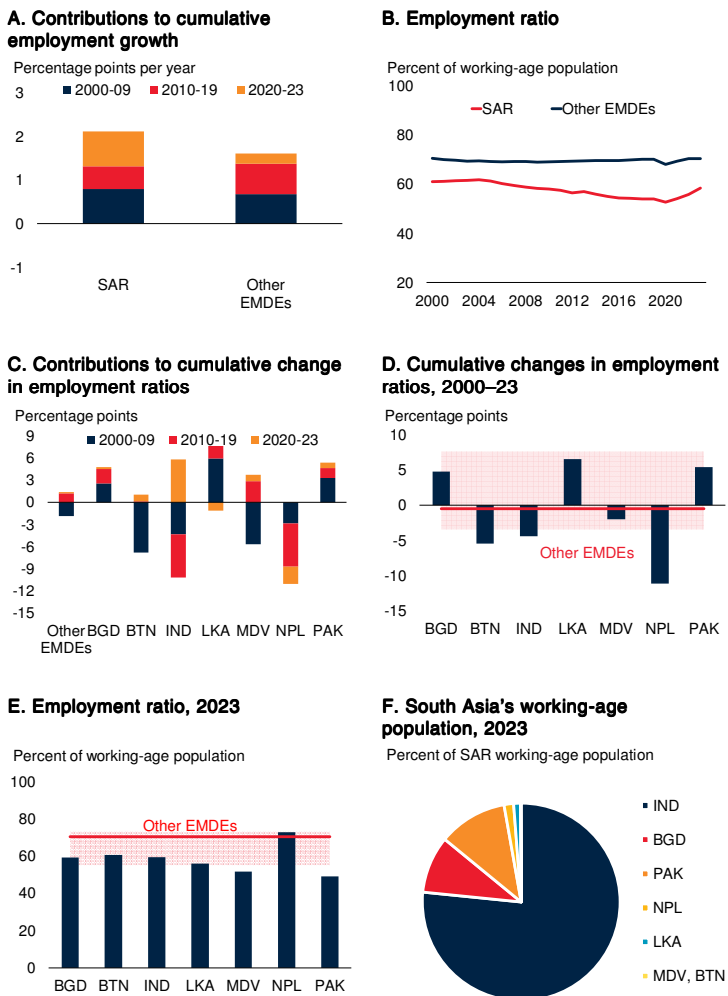 A. Contributions to cumulative
employment growth
Percentage points per year
2000-09 2010-19 2020-23
3
2
1
0
-1
SAR
Other
EMDEs
B. Employment ratio
Percent of working-age population
100
SAR Other EMDEs
80
60
40
20
2000 2004 2008 2012 2016 2020
C. Contributions to cumulative change
in employment ratios
Percentage points
2000-09 2010-19 2020-23
9
6
3
0
-3
-6
-9
-12
-15
Other BGD BTN IND LKA MDV NPL PAK
EMDEs
D. Cumulative changes in employment
ratios, 2000–23
Percentage points
10
5
0
-5
Other EMDEs
-10
-15
BGD BTN IND LKA MDV NPL PAK
E. Employment ratio, 2023
Percent of working-age population
100
80
Other EMDEs
60
40
20
0
BGD BTN IND LKA MDV NPL PAK
F. South Asia's working-age
population, 2023
Percent of SAR working-age population
IND
BGD
PAK
NPL
LKA
MDV, BTN